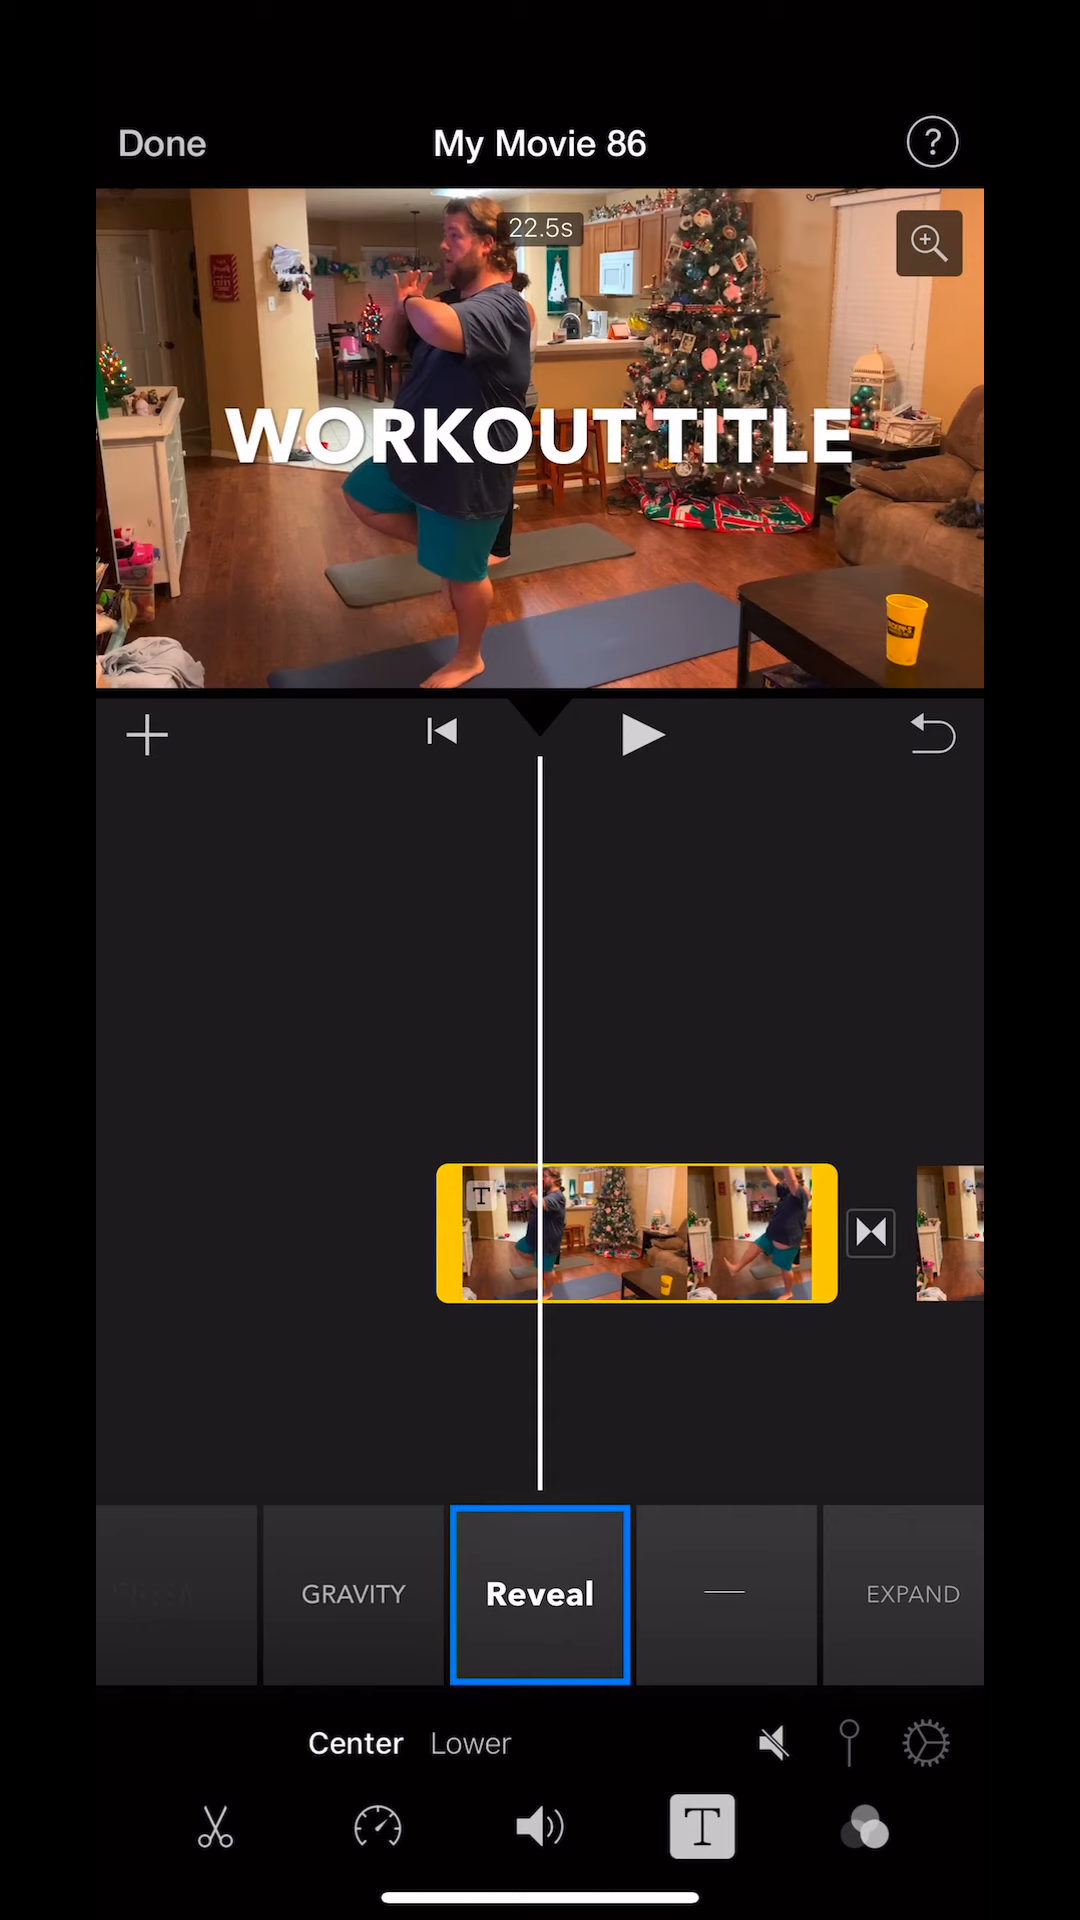 Done
My Movie 86
?
22.5s
WORKOUT TITLE
T
GRAVITY
Reveal
EXPAND
Center
Lower
T